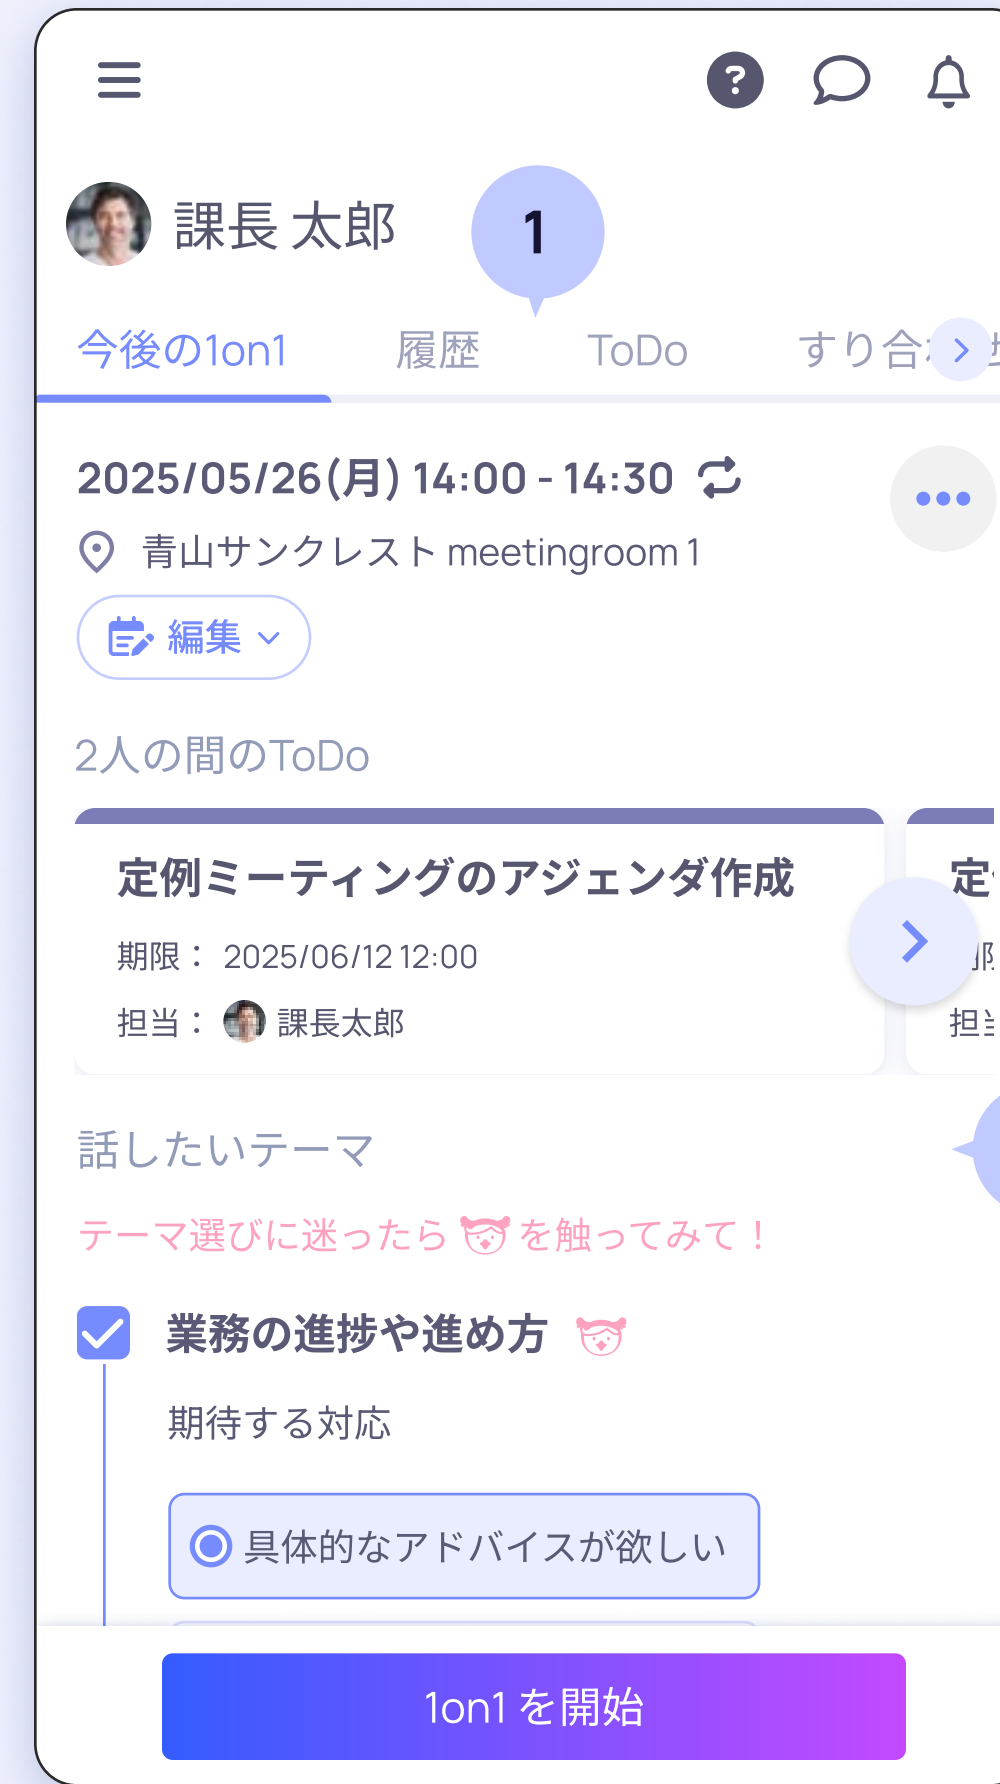 課長 太郎
1
今後の1on1 履歴 ToDo すり合
2025/05/26(月) 14:00 - 14:30
青山サンクレスト meetingroom 1
編集
2人の間のToDo
定例ミーティングのアジェンダ作成 定
期限： 2025/06/12 12:00
担当： 課長太郎 担
話したいテーマ
テーマ選びに迷ったら を触ってみて！
業務の進捗や進め方
期待する対応
具体的なアドバイスが欲しい
1on1 を開始